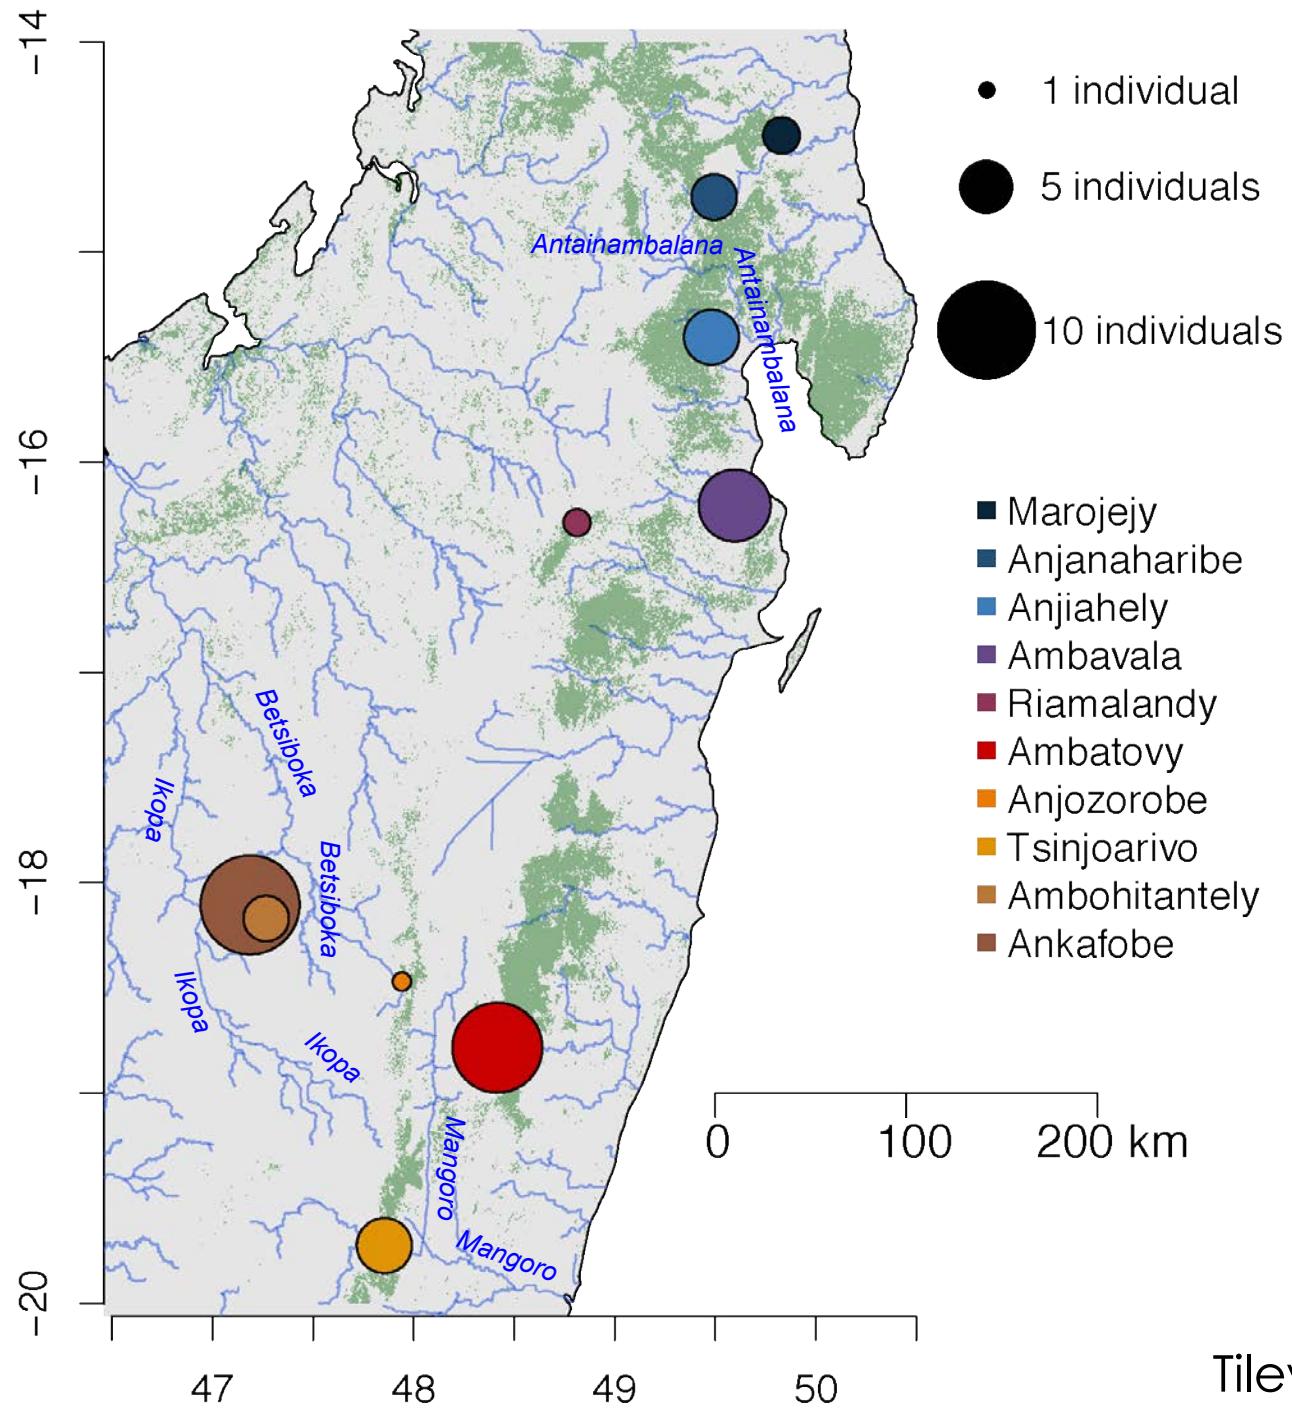 −14
−16
−18
−20
47
48
49
50
1 individual
5 individuals
10 individuals
Antainambalana
Antainambalana
Betsiboka
Ikopa
Betsiboka
Ikopa
Ikopa
Mangoro
Mangoro
Marojejy
Anjanaharibe
Anjiahely
Ambavala
Riamalandy
Ambatovy
Anjozorobe
Tsinjoarivo
Ambohitantely
Ankafobe
0 100 200 km